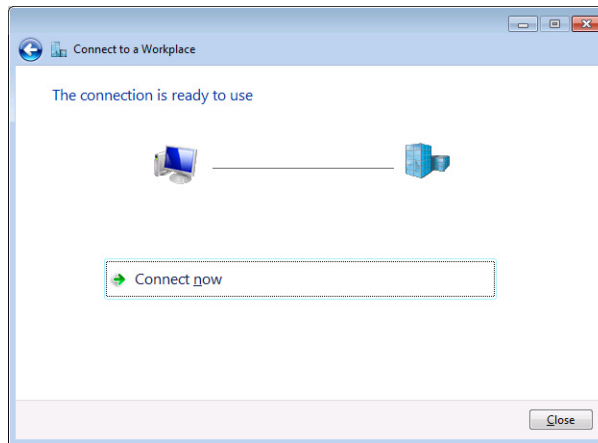 Connect to a Workplace
The connection is ready to use
Connect now
Close